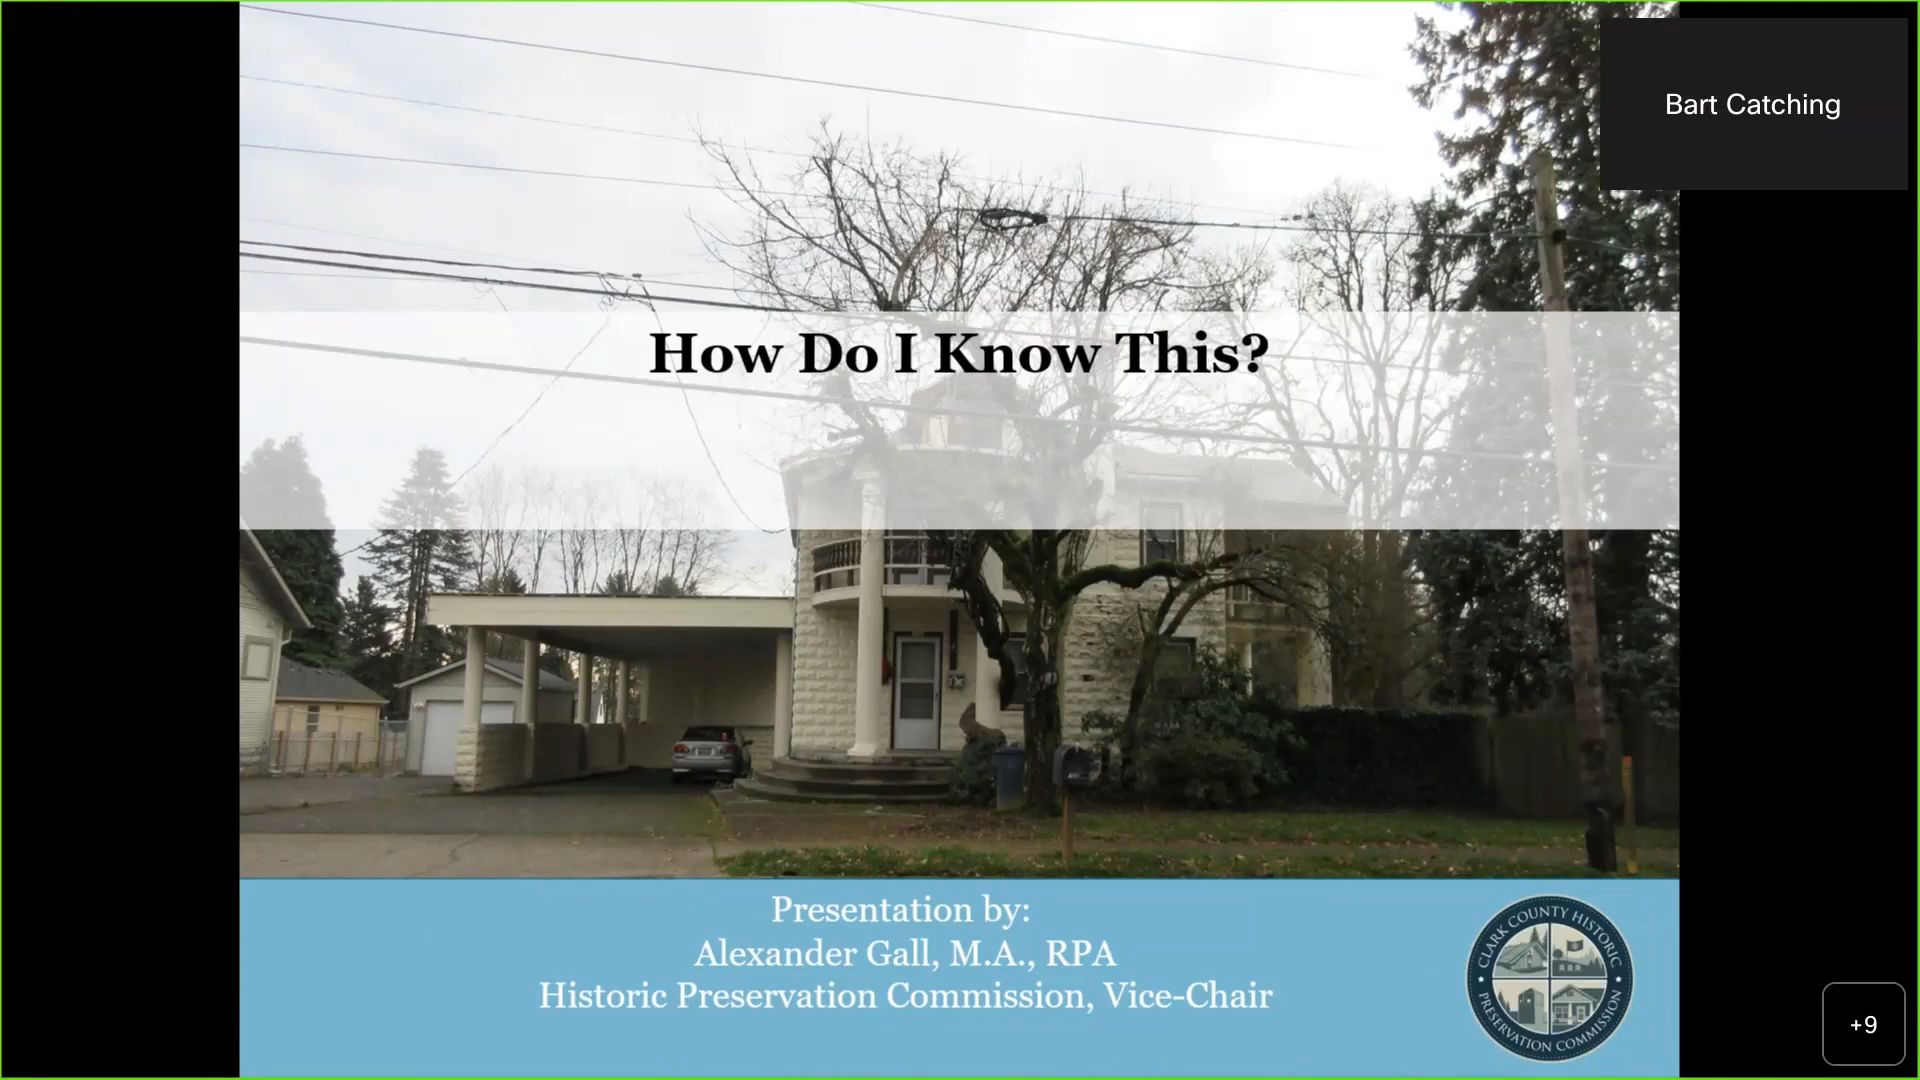 Bart Catching
How Do I Know This?
Presentation by:
Alexander Gall, M.A., RPA
Historic Preservation Commission, Vice-Chair
CLARK COUNTY HISTORIC
PRESERVATION COMMISSION
+9